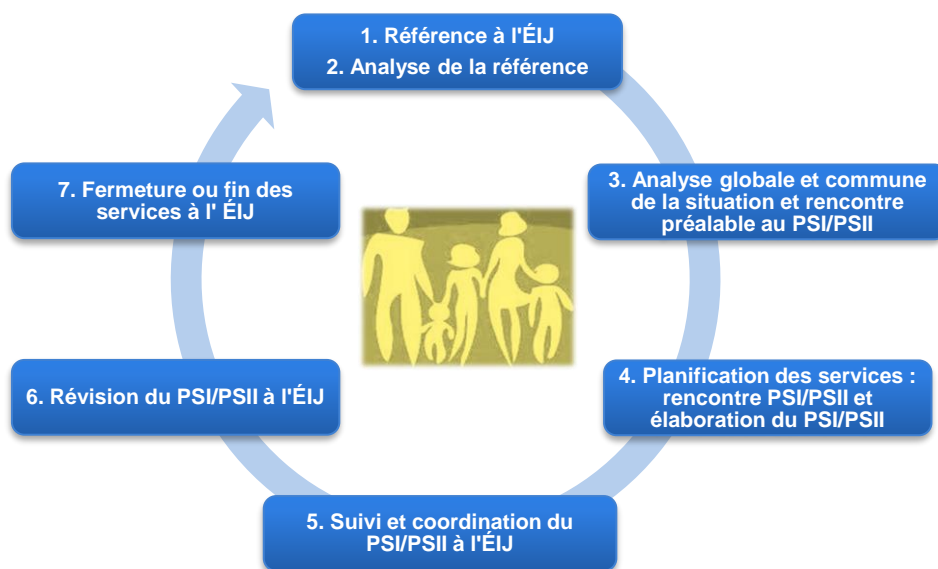 1. Référence à l'ÉIJ
2. Analyse de la référence
3. Analyse globale et commune
de la situation et rencontre
préalable au PSI/PSII
4. Planification des services :
rencontre PSI/PSII et
élaboration du PSI/PSII
5. Suivi et coordination du
PSI/PSII à l'ÉIJ
6. Révision du PSI/PSII à l'ÉIJ
7. Fermeture ou fin des
services à l' ÉIJ